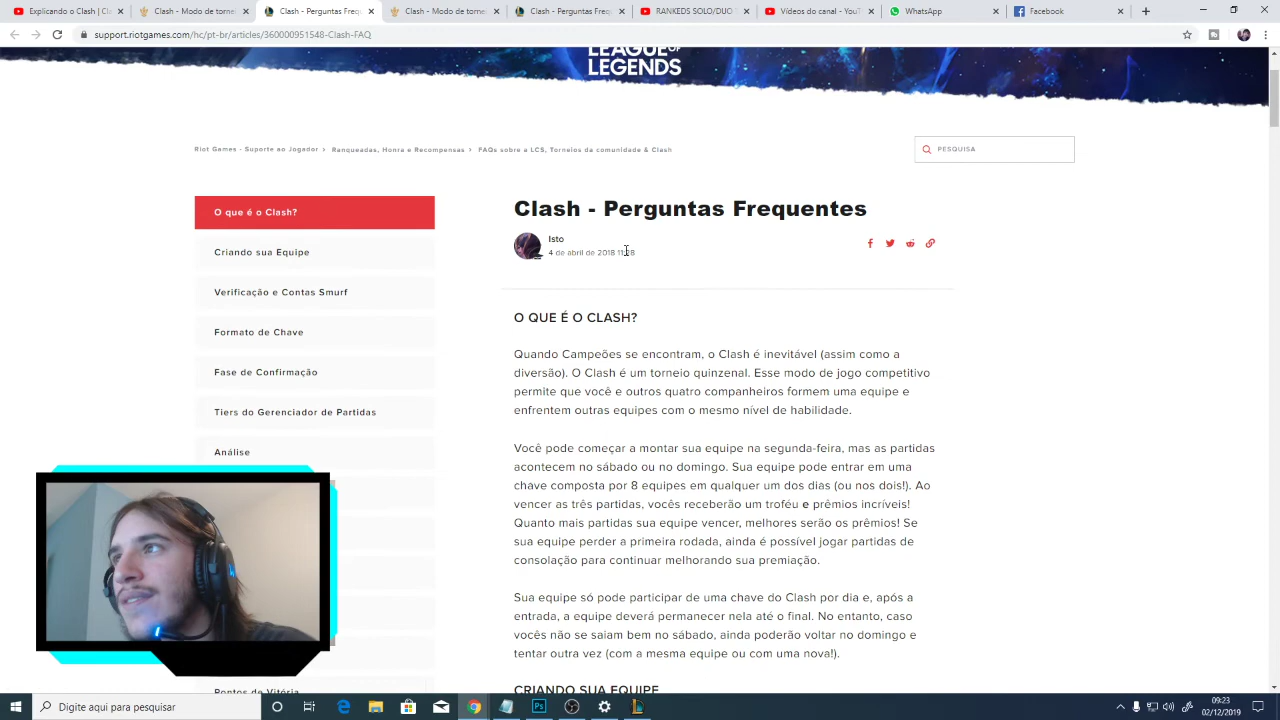 Explicando o Clash | L
Clash - Perguntas Freq
Clash - Modo de torne
Clash - Perguntas Freq
RANKEDS SOLO/DUO
Vídeos do canal - YouT
WhatsApp
Facebook
support.riotgames.com/hc/pt-br/articles/360000951548-Clash-FAQ
LEAGUE OF
LEGENDS
Riot Games - Suporte ao Jogador › Ranqueadas, Honra e Recompensas › FAQs sobre a LCS, Torneios da comunidade & Clash
PESQUISA
O que é o Clash?
Criando sua Equipe
Verificação e Contas Smurf
Formato de Chave
Fase de Confirmação
Tiers do Gerenciador de Partidas
Análise
Pontos de Vitória
Clash - Perguntas Frequentes
Isto
4 de abril de 2018 11:28
O QUE É O CLASH?
Quando Campeões se encontram, o Clash é inevitável (assim como a
diversão). O Clash é um torneio quinzenal. Esse modo de jogo competitivo
permite que você e outros quatro companheiros formem uma equipe e
enfrentem outras equipes com o mesmo nível de habilidade.
Você pode começar a montar sua equipe na segunda-feira, mas as partidas
acontecem no sábado ou no domingo. Sua equipe pode entrar em uma
chave composta por 8 equipes em qualquer um dos dias (ou nos dois!). Ao
vencer as três partidas, vocês receberão um troféu e prêmios incríveis!
Quanto mais partidas sua equipe vencer, melhores serão os prêmios! Se
sua equipe perder a primeira rodada, ainda é possível jogar partidas de
consolação para continuar melhorando sua premiação.
Sua equipe só pode participar de uma chave do Clash por dia e, após a
entrada, a equipe deverá permanecer nela até o final. No entanto, caso
vocês não se saiam bem no sábado, ainda poderão voltar no domingo e
tentar outra vez (com a mesma equipe ou com uma nova!).
CRIANDO SUA EQUIPE
Digite aqui para pesquisar
09:23
02/12/2019